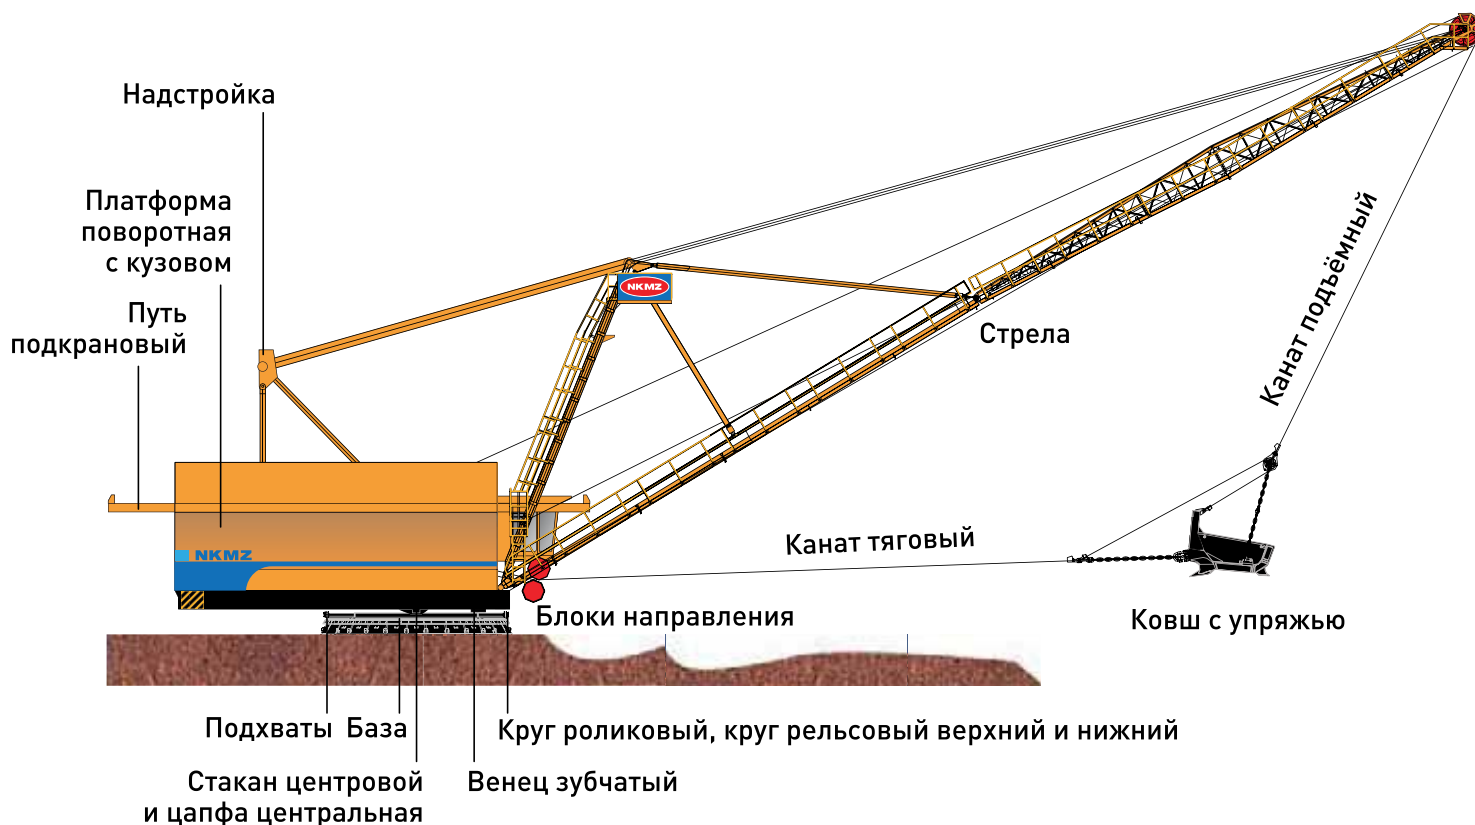 Надстройка
Платформа
поворотная
с кузовом
Путь
подкрановый
NKMZ
Стрела
Канат подъёмный
NKMZ
Канат тяговый
Блоки направления
Ковш с упряжью
Подхваты
База
Круг роликовый, круг рельсовый верхний и нижний
Стакан центровой
и цапфа центральная
Венец зубчатый